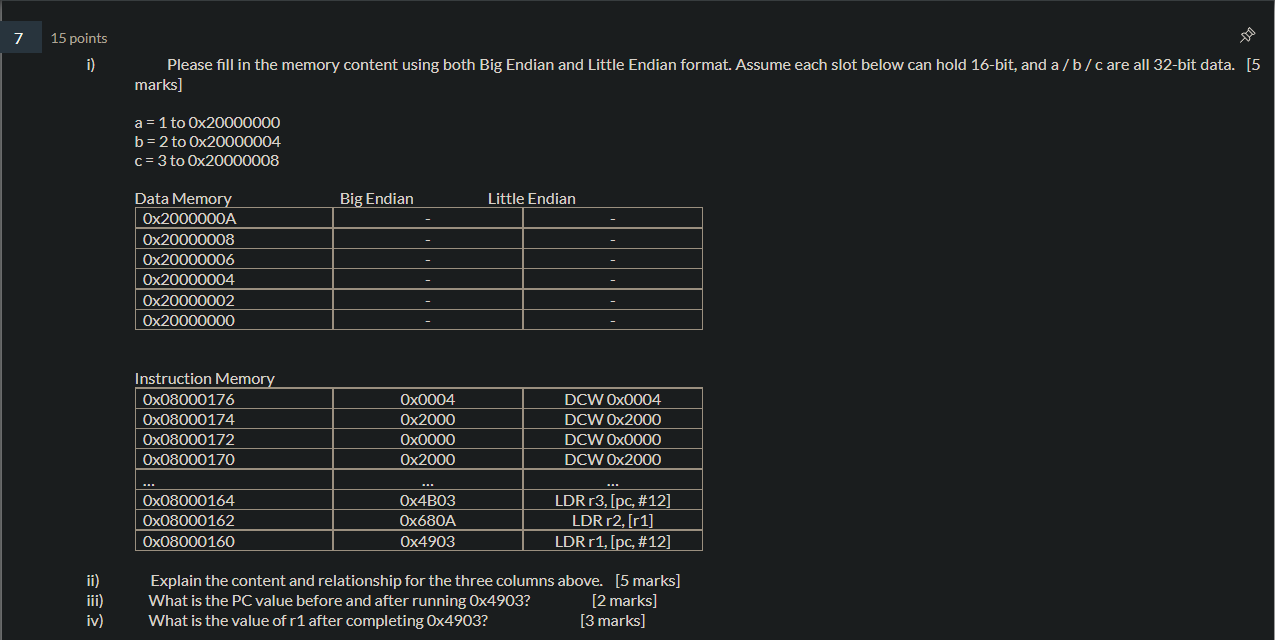 7 15 points
i) Please fill in the memory content using both Big Endian and Little Endian format. Assume each slot below can hold 16-bit, and a / b / c are all 32-bit data. [5
marks]
a = 1 to 0x20000000
b = 2 to 0x20000004
c = 3 to 0x20000008
Data Memory Big Endian Little Endian
0x2000000A - -
0x20000008 - -
0x20000006 - -
0x20000004 - -
0x20000002 - -
0x20000000 - -
Instruction Memory
0x08000176 0x0004 DCW 0x0004
0x08000174 0x2000 DCW 0x2000
0x08000172 0x0000 DCW 0x0000
0x08000170 0x2000 DCW 0x2000
... ... ...
0x08000164 0x4B03 LDR r3, [pc, #12]
0x08000162 0x680A LDR r2, [r1]
0x08000160 0x4903 LDR r1, [pc, #12]
ii) Explain the content and relationship for the three columns above. [5 marks]
iii) What is the PC value before and after running 0x4903? [2 marks]
iv) What is the value of r1 after completing 0x4903? [3 marks]